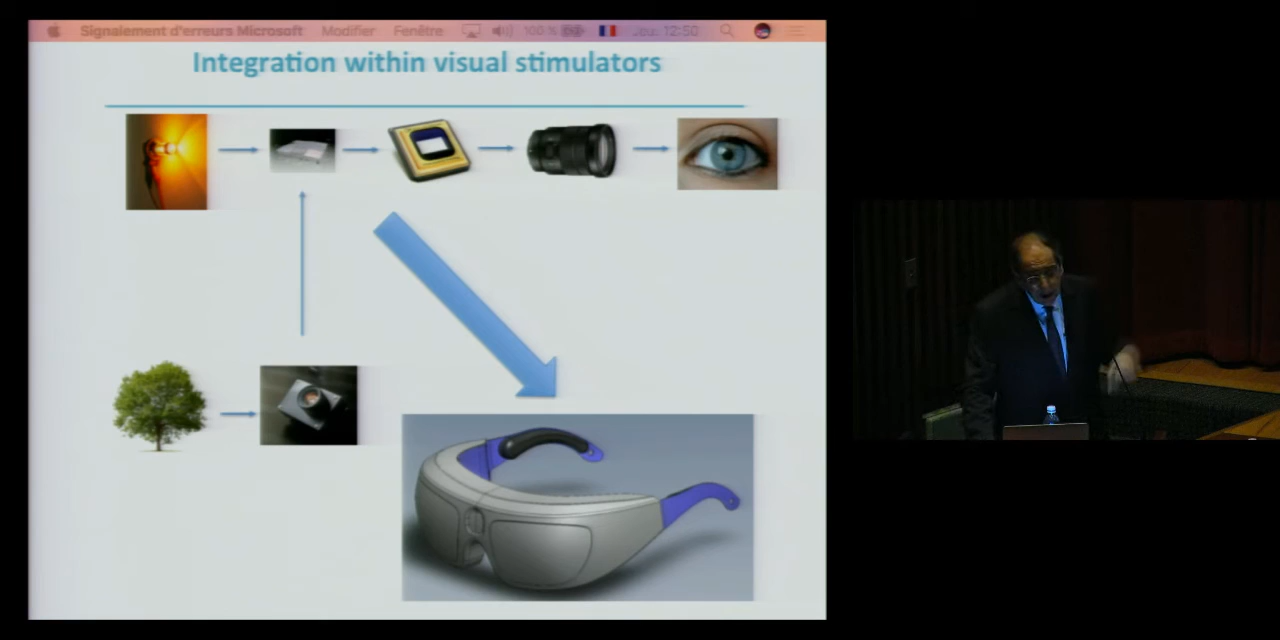 Signalement d'erreurs Microsoft Modifier Fenêtre 100 % Jeu. 12:50
Integration within visual stimulators